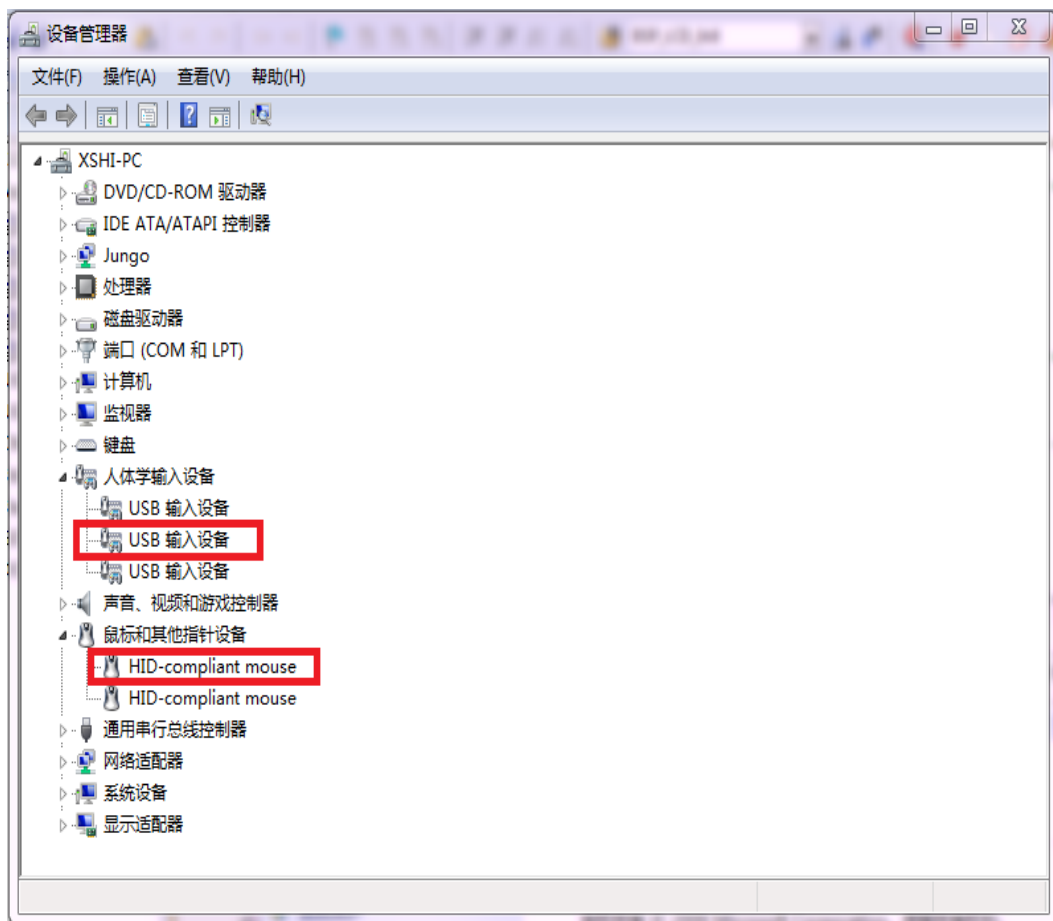 设备管理器
文件(F) 操作(A) 查看(V) 帮助(H)
XSHI-PC
DVD/CD-ROM 驱动器
IDE ATA/ATAPI 控制器
Jungo
处理器
磁盘驱动器
端口 (COM 和 LPT)
计算机
监视器
键盘
人体学输入设备
USB 输入设备
USB 输入设备
USB 输入设备
声音、视频和游戏控制器
鼠标和其他指针设备
HID-compliant mouse
HID-compliant mouse
通用串行总线控制器
网络适配器
系统设备
显示适配器